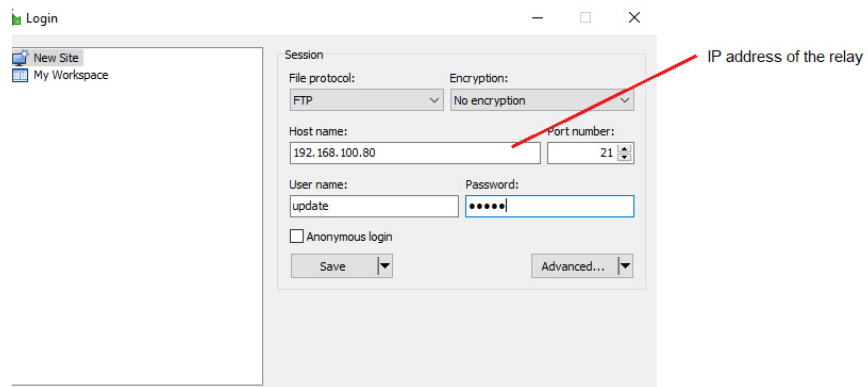 Login
New Site
My Workspace
Session
File protocol: Encryption:
FTP No encryption
Host name: Port number:
192.168.100.80 21
User name: Password:
update •••••
Anonymous login
Save Advanced...
IP address of the relay